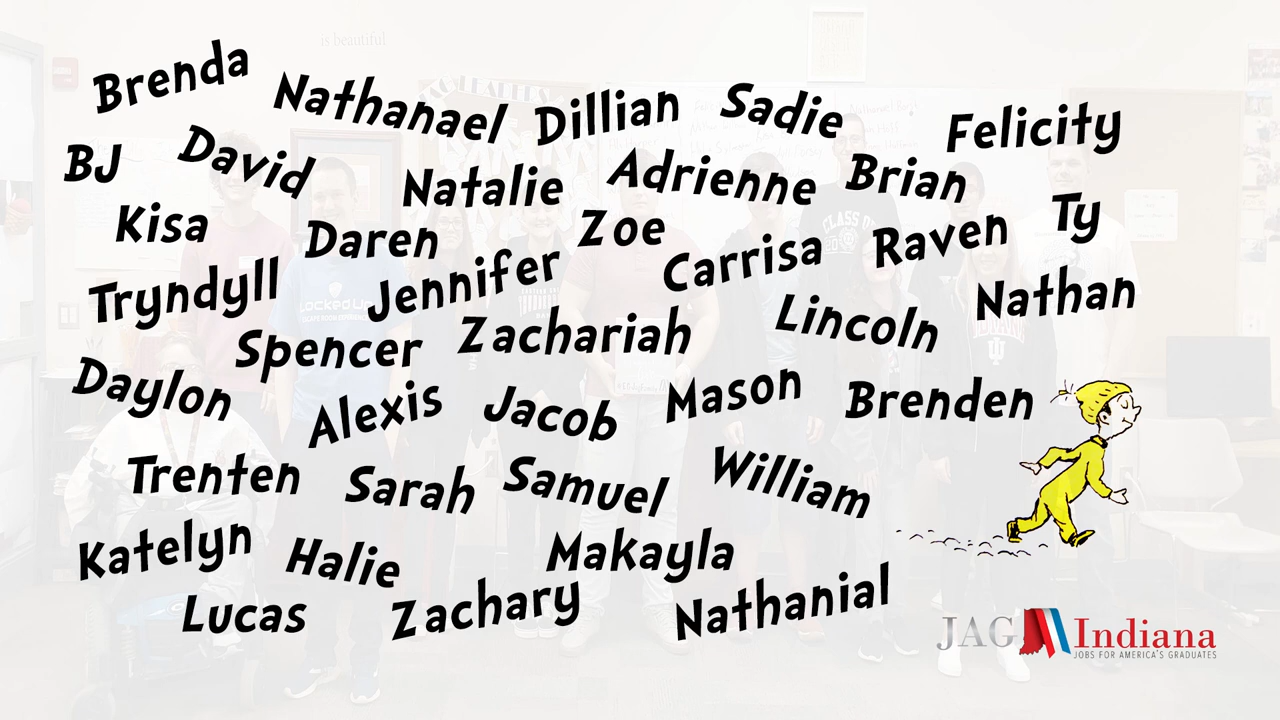 is beautiful
Brenda
Nathanael
Dillian
Sadie
Felicity
BJ
David
Natalie
Adrienne
Brian
Kisa
Daren
Zoe
Carrisa
Raven
Ty
Tryndyll
Jennifer
Zachariah
Lincoln
Nathan
Spencer
Daylon
Alexis
Jacob
Mason
Brenden
Trenten
Sarah
Samuel
William
Katelyn
Halie
Makayla
Lucas
Zachary
Nathanial
JAG Indiana
JOBS FOR AMERICA'S GRADUATES